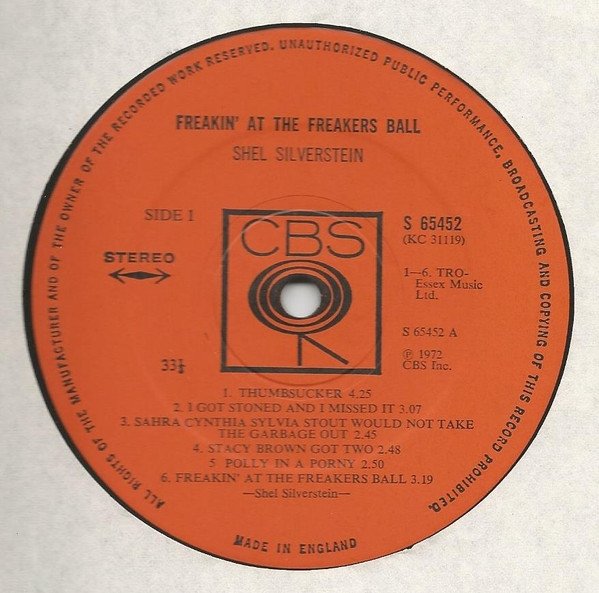 ALL RIGHTS OF THE MANUFACTURER AND OF THE OWNER OF THE RECORDED WORK RESERVED. UNAUTHORIZED PUBLIC PERFORMANCE, BROADCASTING AND COPYING OF THIS RECORD PROHIBITED.
FREAKIN' AT THE FREAKERS BALL
SHEL SILVERSTEIN
SIDE 1
STEREO
33⅓
CBS
S 65452
(KC 31119)
1—6. TRO-
Essex Music
Ltd.
S 65452 A
℗ 1972
CBS Inc.
1. THUMBSUCKER 4.25
2. I GOT STONED AND I MISSED IT 3.07
3. SAHRA CYNTHIA SYLVIA STOUT WOULD NOT TAKE
THE GARBAGE OUT 2.45
4. STACY BROWN GOT TWO 2.48
5. POLLY IN A PORNY 2.50
6. FREAKIN' AT THE FREAKERS BALL 3.19
—Shel Silverstein—
MADE IN ENGLAND